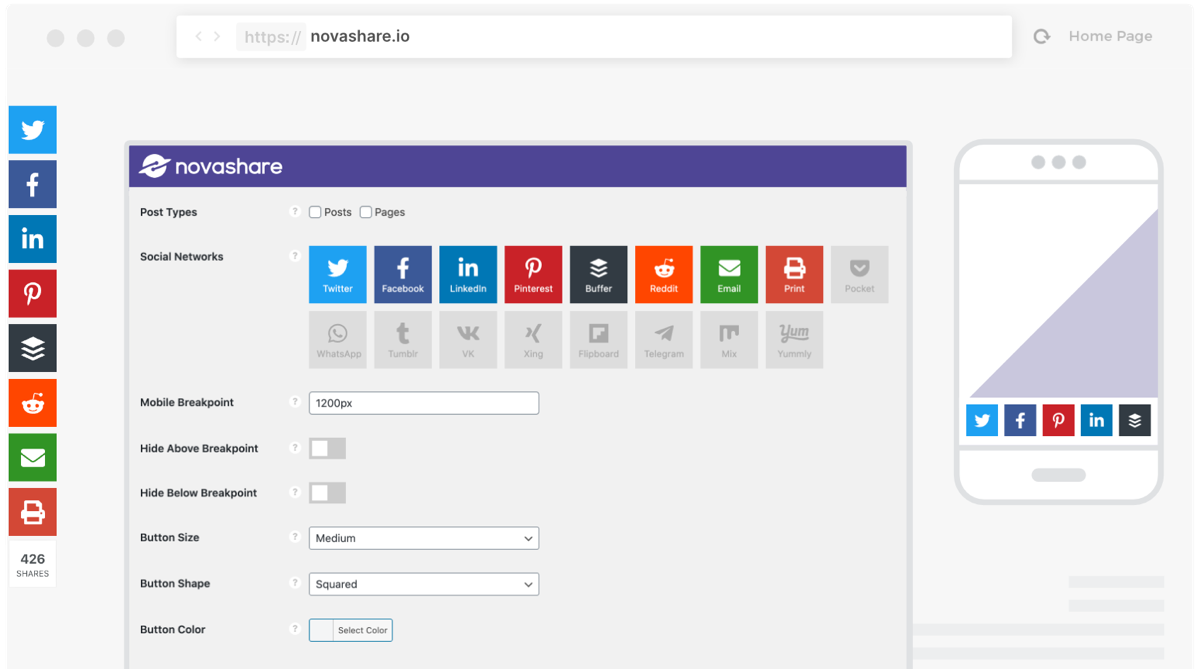 https:// novashare.io
Home Page
novashare
Post Types ? Posts Pages
Social Networks ?
Twitter Facebook LinkedIn Pinterest Buffer Reddit Email Print Pocket
WhatsApp Tumblr VK Xing Flipboard Telegram Mix Yummly
Mobile Breakpoint ? 1200px
Hide Above Breakpoint ?
Hide Below Breakpoint ?
Button Size ? Medium
Button Shape ? Squared
Button Color ? Select Color
426
SHARES